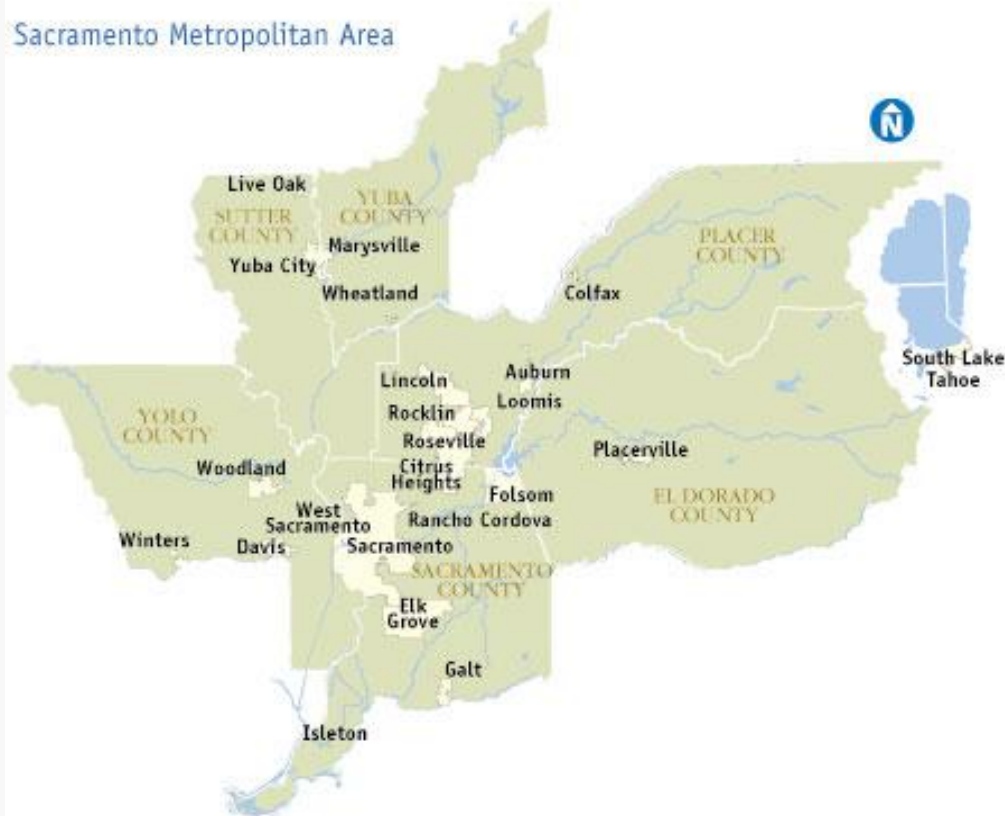 Sacramento Metropolitan Area
N
Live Oak
SUTTER
COUNTY
YUBA
COUNTY
Marysville
Yuba City
Wheatland
PLACER
COUNTY
Colfax
South Lake
Tahoe
Auburn
Lincoln
Loomis
Rocklin
Roseville
YOLO
COUNTY
Placerville
Woodland
Citrus
Heights
Folsom
EL DORADO
COUNTY
West
Sacramento
Rancho Cordova
Winters
Davis
Sacramento
SACRAMENTO
COUNTY
Elk
Grove
Galt
Isleton